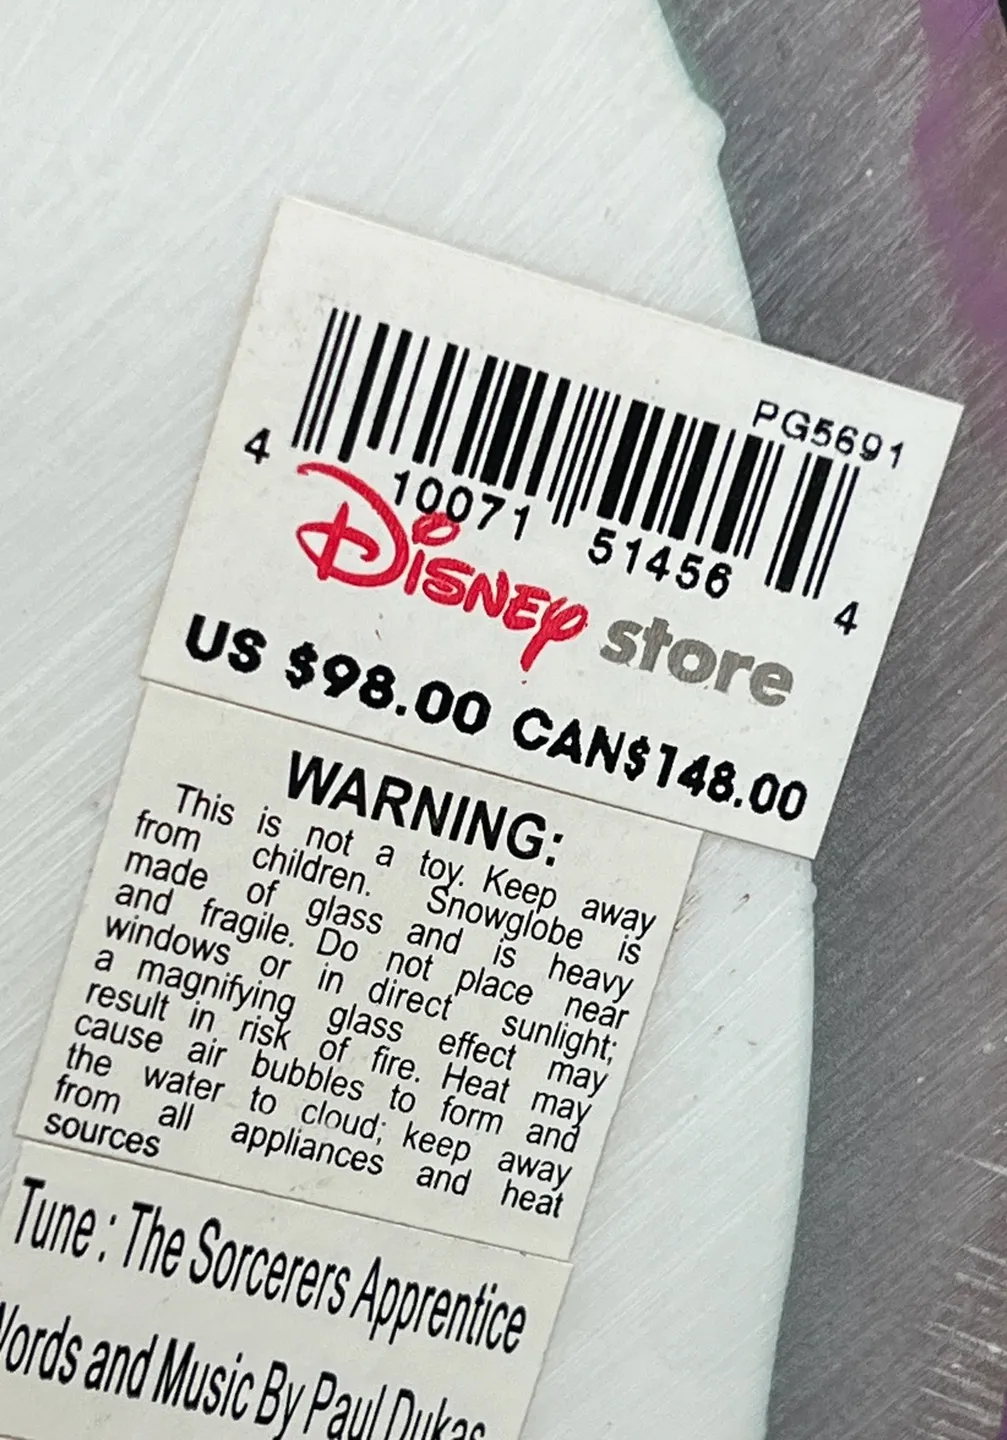 PG5691
4 10071 51456 4
Disney store
US $98.00 CAN$148.00
WARNING:
This is not a toy. Keep away
from children. Snowglobe is
made of glass and is heavy
and fragile. Do not place near
windows or in direct sunlight;
a magnifying glass effect may
result in risk of fire. Heat may
cause air bubbles to form and
the water to cloud; keep away
from all appliances and heat
sources
Tune : The Sorcerers Apprentice
Words and Music By Paul Dukas